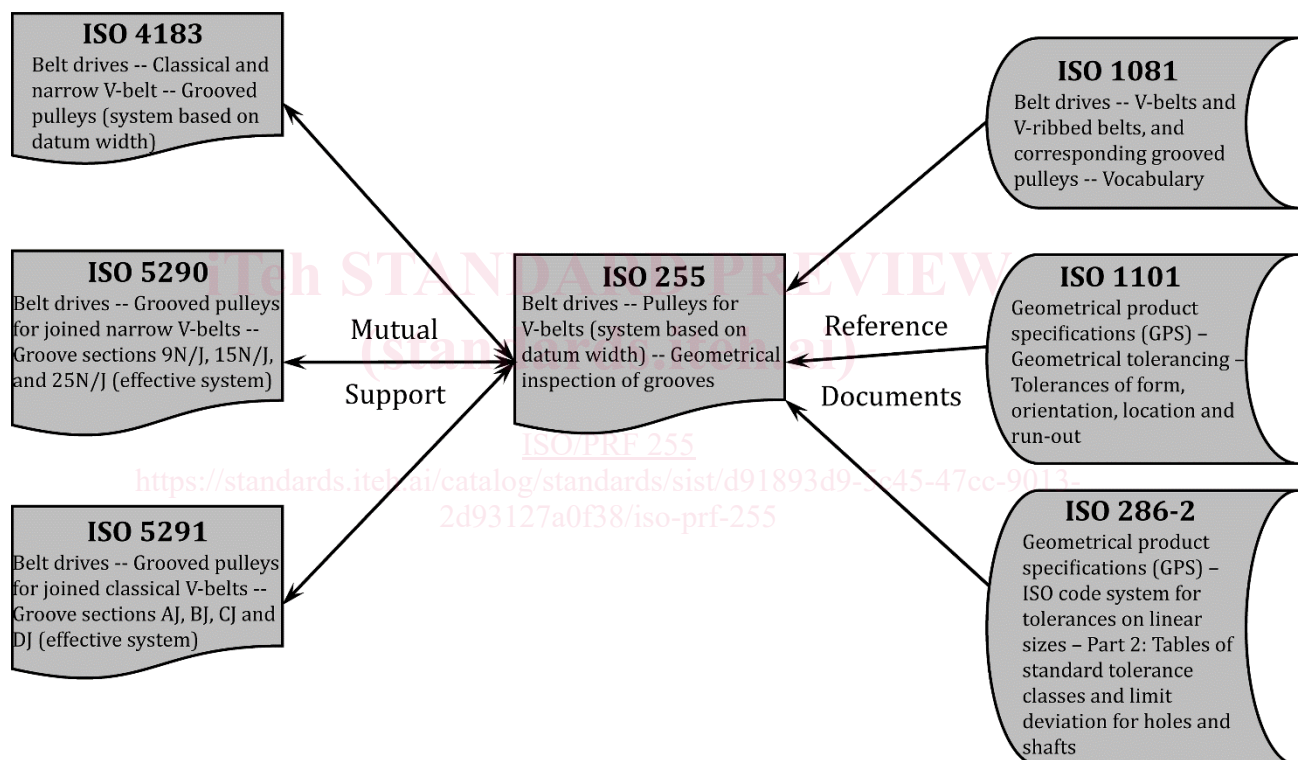 ISO 4183
Belt drives -- Classical and
narrow V-belt -- Grooved
pulleys (system based on
datum width)
ISO 5290
Belt drives -- Grooved pulleys
for joined narrow V-belts --
Groove sections 9N/J, 15N/J,
and 25N/J (effective system)
ISO 5291
Belt drives -- Grooved pulleys
for joined classical V-belts --
Groove sections AJ, BJ, CJ and
DJ (effective system)
Mutual
Support
ISO 255
Belt drives -- Pulleys for
V-belts (system based on
datum width) -- Geometrical
inspection of grooves
Reference
Documents
ISO 1081
Belt drives -- V-belts and
V-ribbed belts, and
corresponding grooved
pulleys -- Vocabulary
ISO 1101
Geometrical product
specifications (GPS) –
Geometrical tolerancing –
Tolerances of form,
orientation, location and
run-out
ISO 286-2
Geometrical product
specifications (GPS) –
ISO code system for
tolerances on linear
sizes – Part 2: Tables of
standard tolerance
classes and limit
deviation for holes and
shafts
iTeh STANDARD PREVIEW
(standards.iteh.ai)
ISO/PRF 255
https://standards.iteh.ai/catalog/standards/sist/d91893d9-5c45-47cc-9013-
2d93127a0f38/iso-prf-255